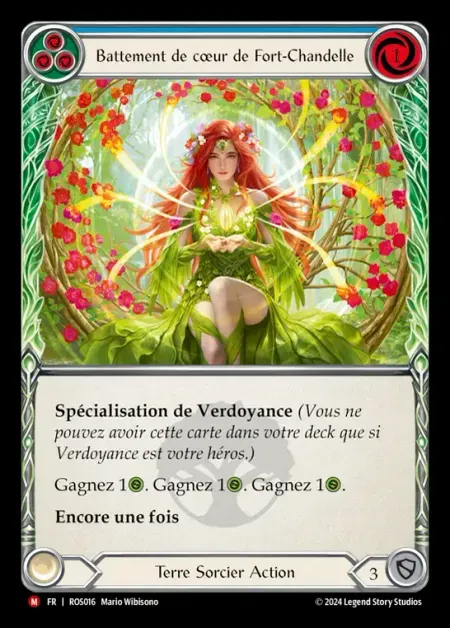 Battement de cœur de Fort-Chandelle
1
Spécialisation de Verdoyance (Vous ne
pouvez avoir cette carte dans votre deck que si
Verdoyance est votre héros.)
Gagnez 1. Gagnez 1. Gagnez 1.
Encore une fois
Terre Sorcier Action
3
M FR | ROS016 Mario Wibisono
© 2024 Legend Story Studios